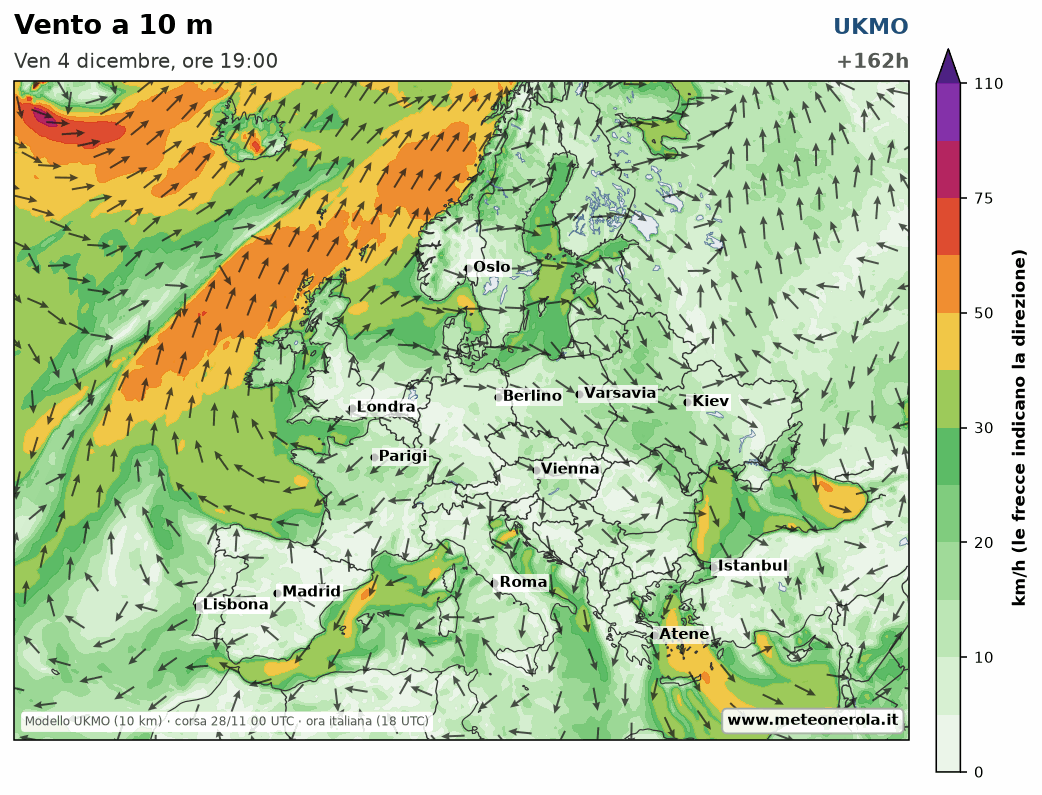 Vento a 10 m
UKMO
Ven 4 dicembre, ore 19:00
+162h
110
75
50
30
20
10
0
km/h (le frecce indicano la direzione)
Oslo
Londra
Berlino
Varsavia
Kiev
Parigi
Vienna
Istanbul
Roma
Madrid
Lisbona
Atene
Modello UKMO (10 km) · corsa 28/11 00 UTC · ora italiana (18 UTC)
www.meteonerola.it